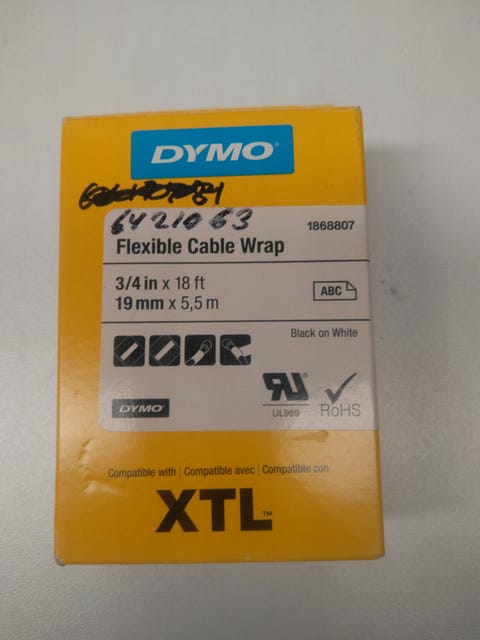 DYMO
6421063
1868807
Flexible Cable Wrap
3/4 in x 18 ft
19 mm x 5,5 m
ABC
Black on White
DYMO
RU
UL969
RoHS
Compatible with | Compatible avec | Compatible con
XTL™